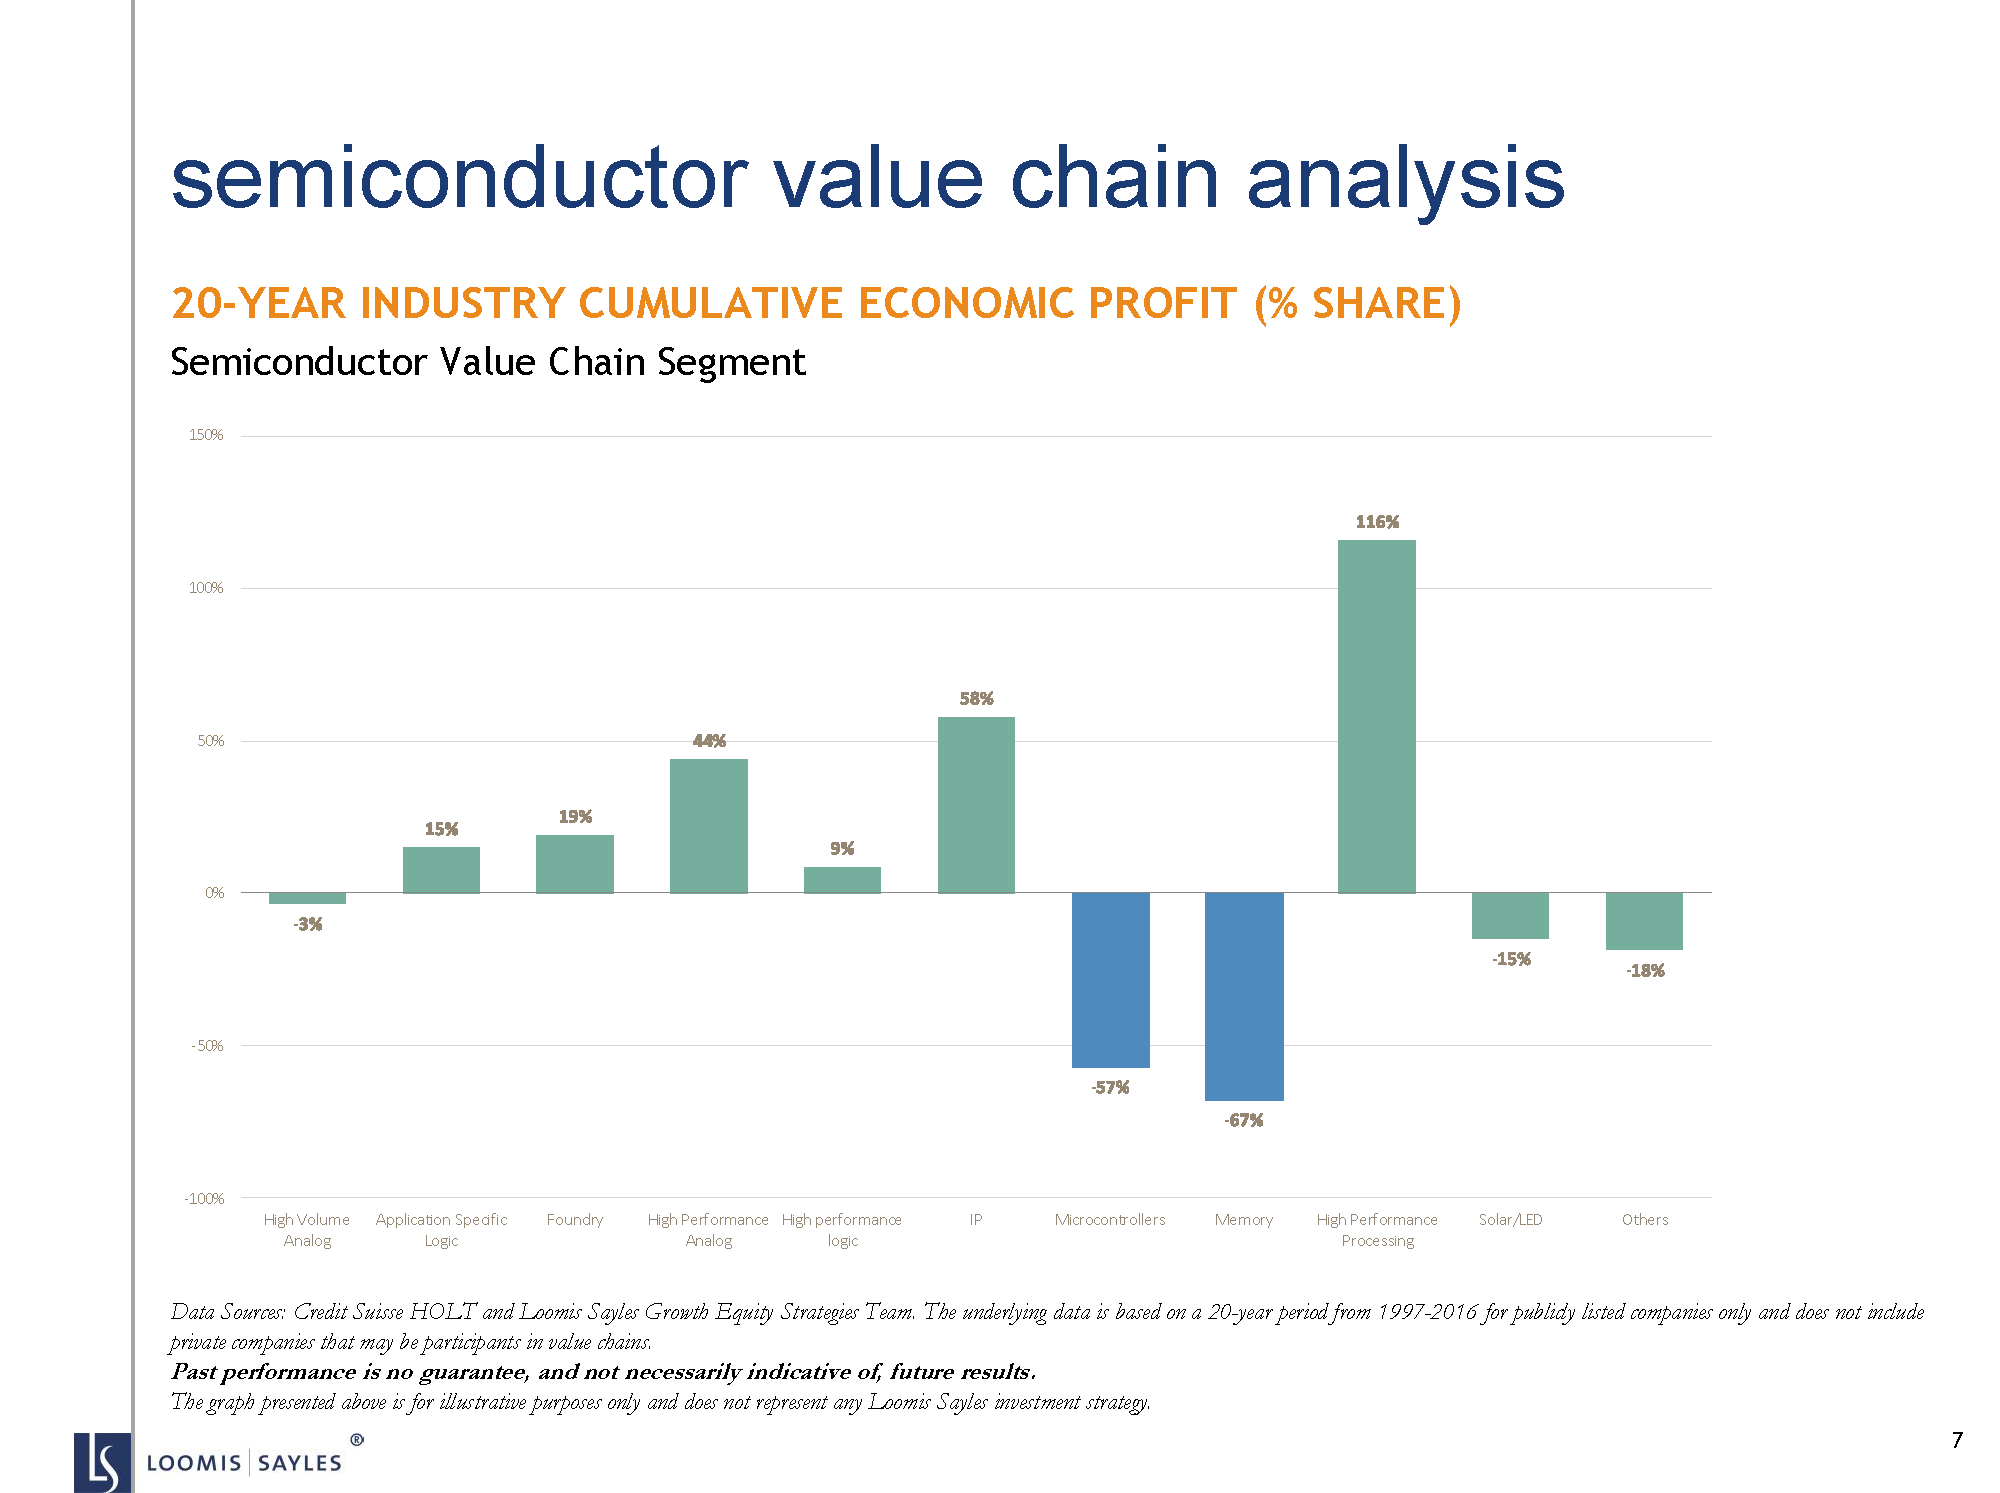 semiconductor value chain analysis
20-YEAR INDUSTRY CUMULATIVE ECONOMIC PROFIT (% SHARE)
Semiconductor Value Chain Segment
150%
100%
50%
0%
-50%
-100%
-3%
15%
19%
44%
9%
58%
-57%
-67%
116%
-15%
-18%
High Volume
Analog
Application Specific
Logic
Foundry
High Performance
Analog
High performance
logic
IP
Microcontrollers
Memory
High Performance
Processing
Solar/LED
Others
Data Sources: Credit Suisse HOLT and Loomis Sayles Growth Equity Strategies Team. The underlying data is based on a 20-year period from 1997-2016 for publicly listed companies only and does not include
private companies that may be participants in value chains.
Past performance is no guarantee, and not necessarily indicative of, future results.
The graph presented above is for illustrative purposes only and does not represent any Loomis Sayles investment strategy.
LS LOOMIS | SAYLES ®
7